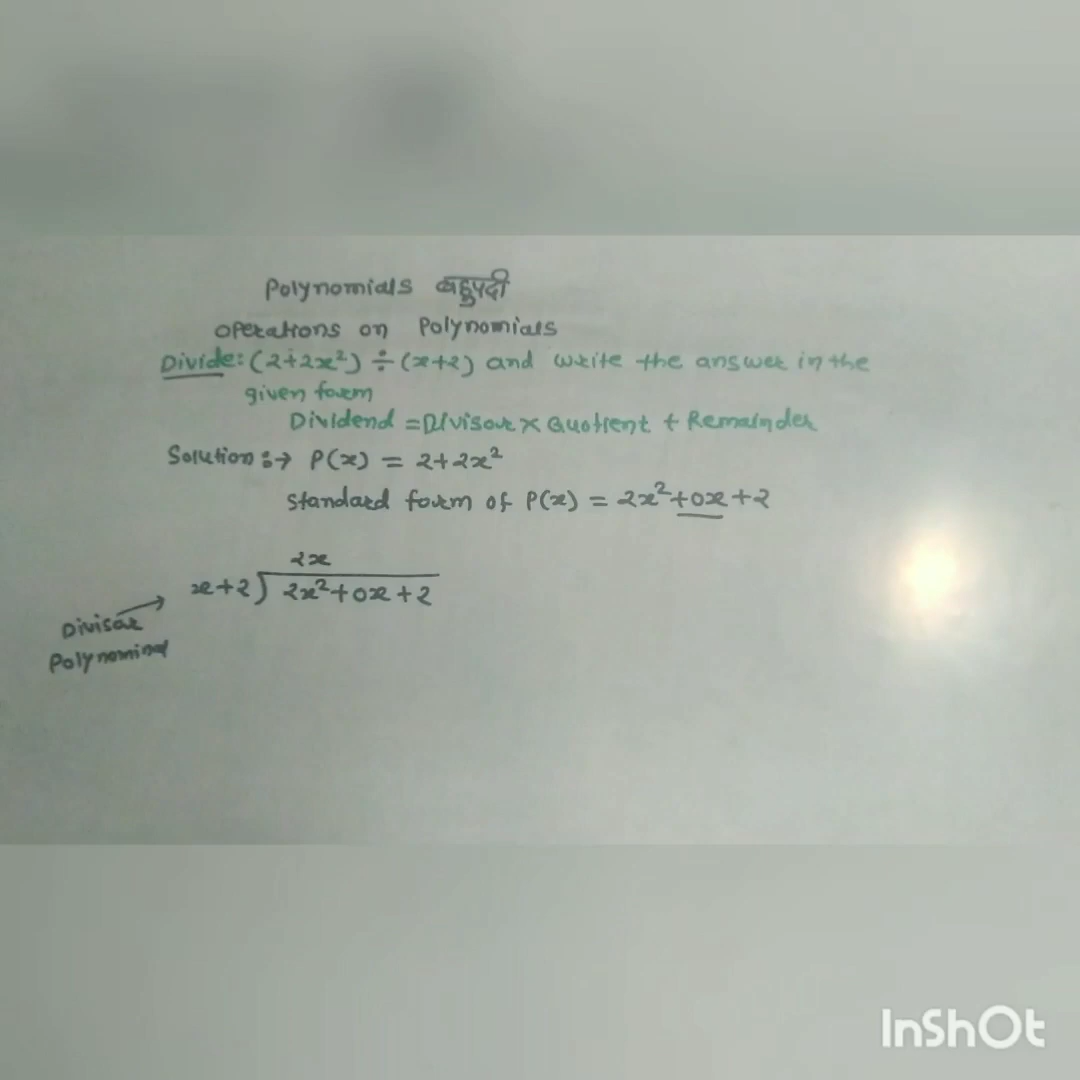 Polynomials बहुपदी
Operations on Polynomials
Divide: (2+2x²) ÷ (x+2) and write the answer in the
given form
Dividend = Divisor × Quotient + Remainder
Solution :→ P(x) = 2+2x²
Standard form of P(x) = 2x²+0x+2
2x
x+2 ) 2x²+0x+2
Divisor
Polynominal
InShOt